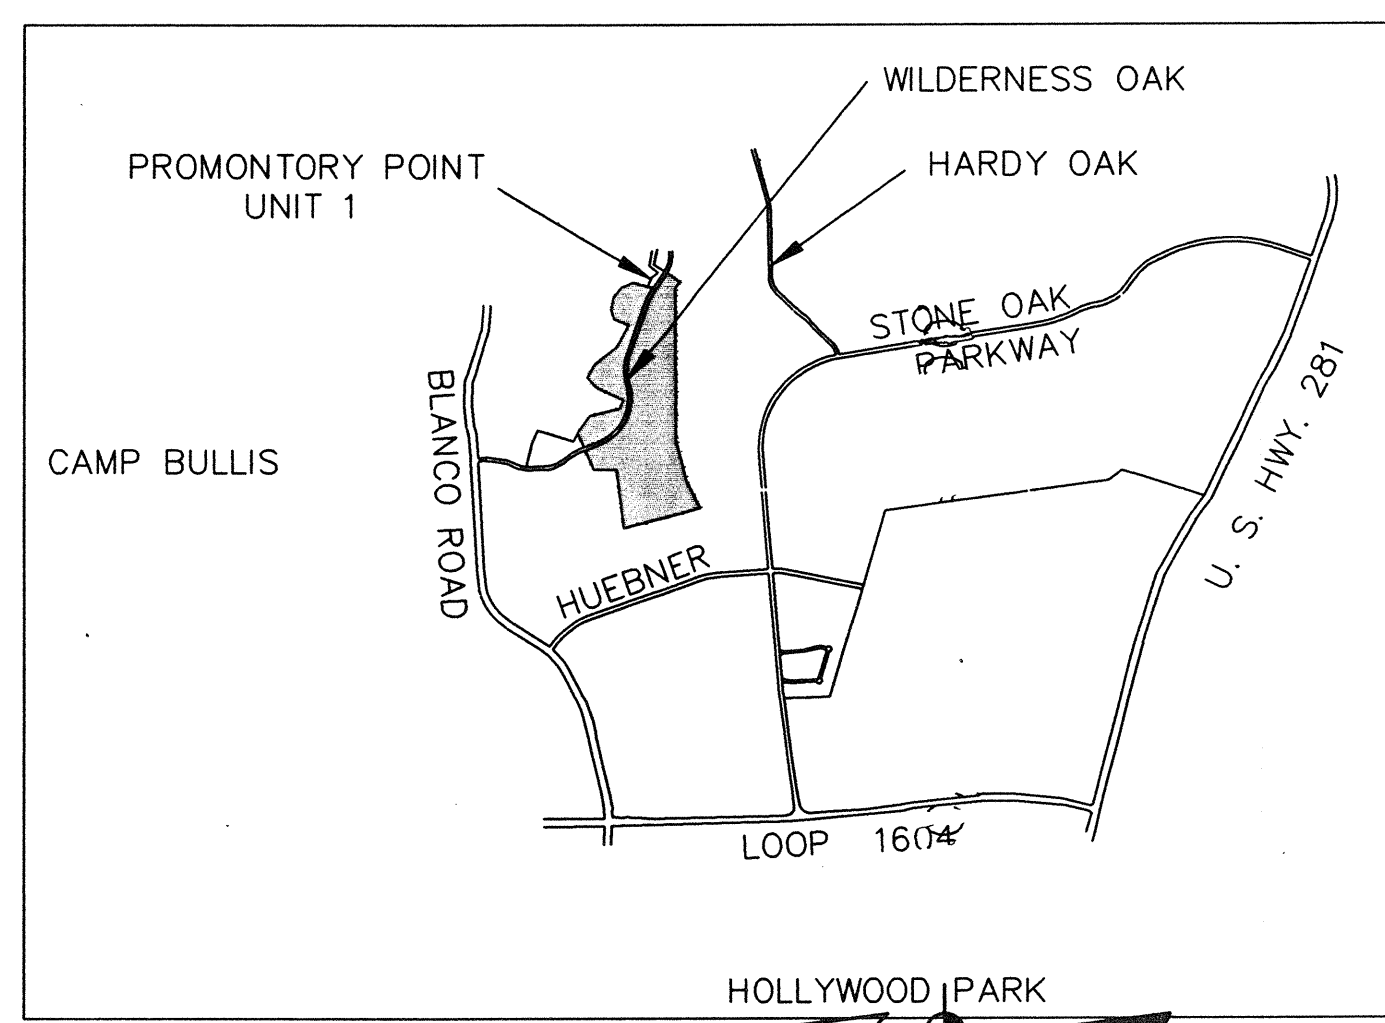 WILDERNESS OAK
PROMONTORY POINT
UNIT 1
HARDY OAK
STONE OAK
PARKWAY
U. S. HWY. 281
BLANCO ROAD
CAMP BULLIS
HUEBNER
LOOP 1604
HOLLYWOOD PARK